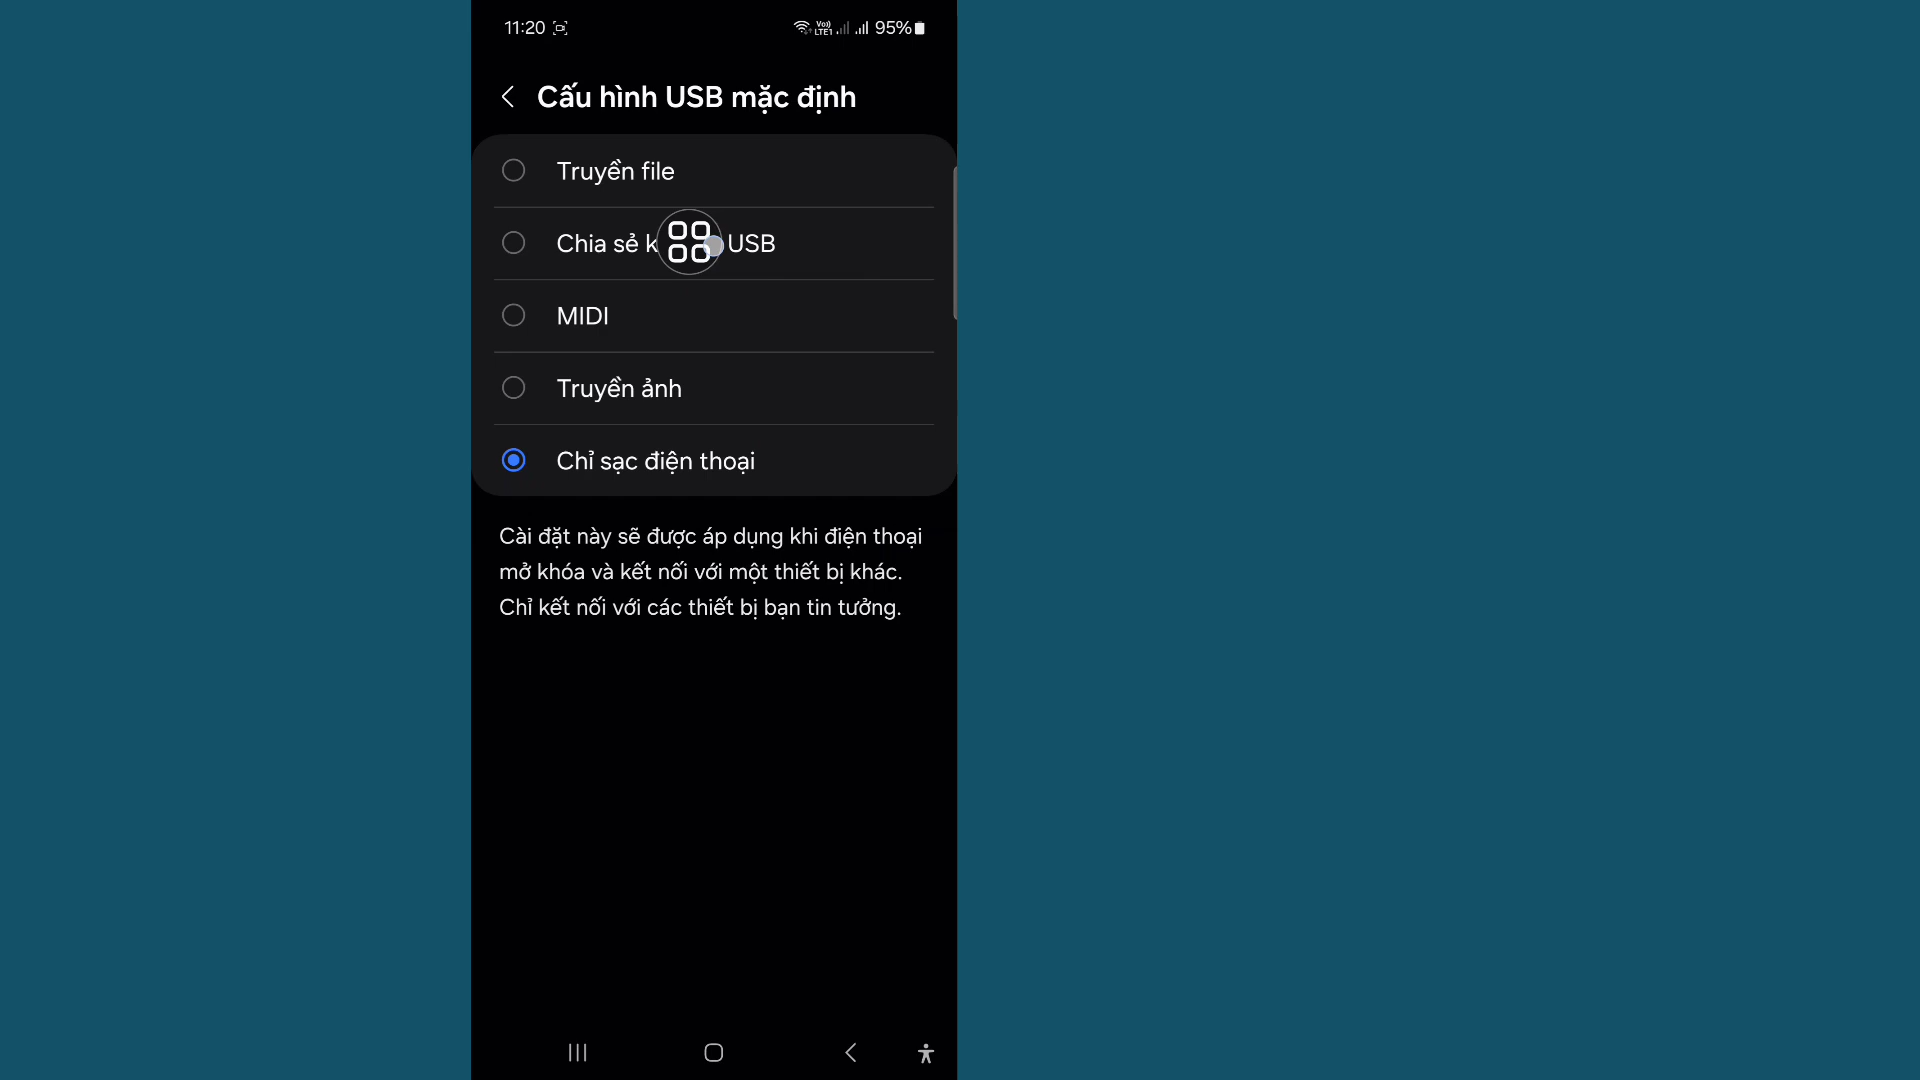 11:20
Vo)) LTE1 95%
Cấu hình USB mặc định
Truyền file
Chia sẻ k USB
MIDI
Truyền ảnh
Chỉ sạc điện thoại
Cài đặt này sẽ được áp dụng khi điện thoại
mở khóa và kết nối với một thiết bị khác.
Chỉ kết nối với các thiết bị bạn tin tưởng.